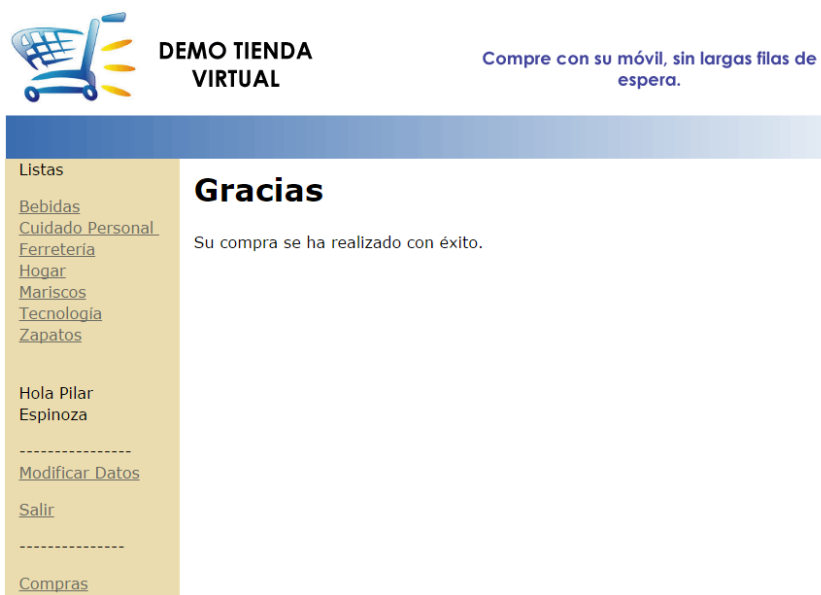 DEMO TIENDA
VIRTUAL
Compre con su móvil, sin largas filas de
espera.
Listas
Bebidas
Cuidado Personal
Ferretería
Hogar
Mariscos
Tecnología
Zapatos
Hola Pilar
Espinoza
----------------
Modificar Datos
Salir
---------------
Compras
Gracias
Su compra se ha realizado con éxito.